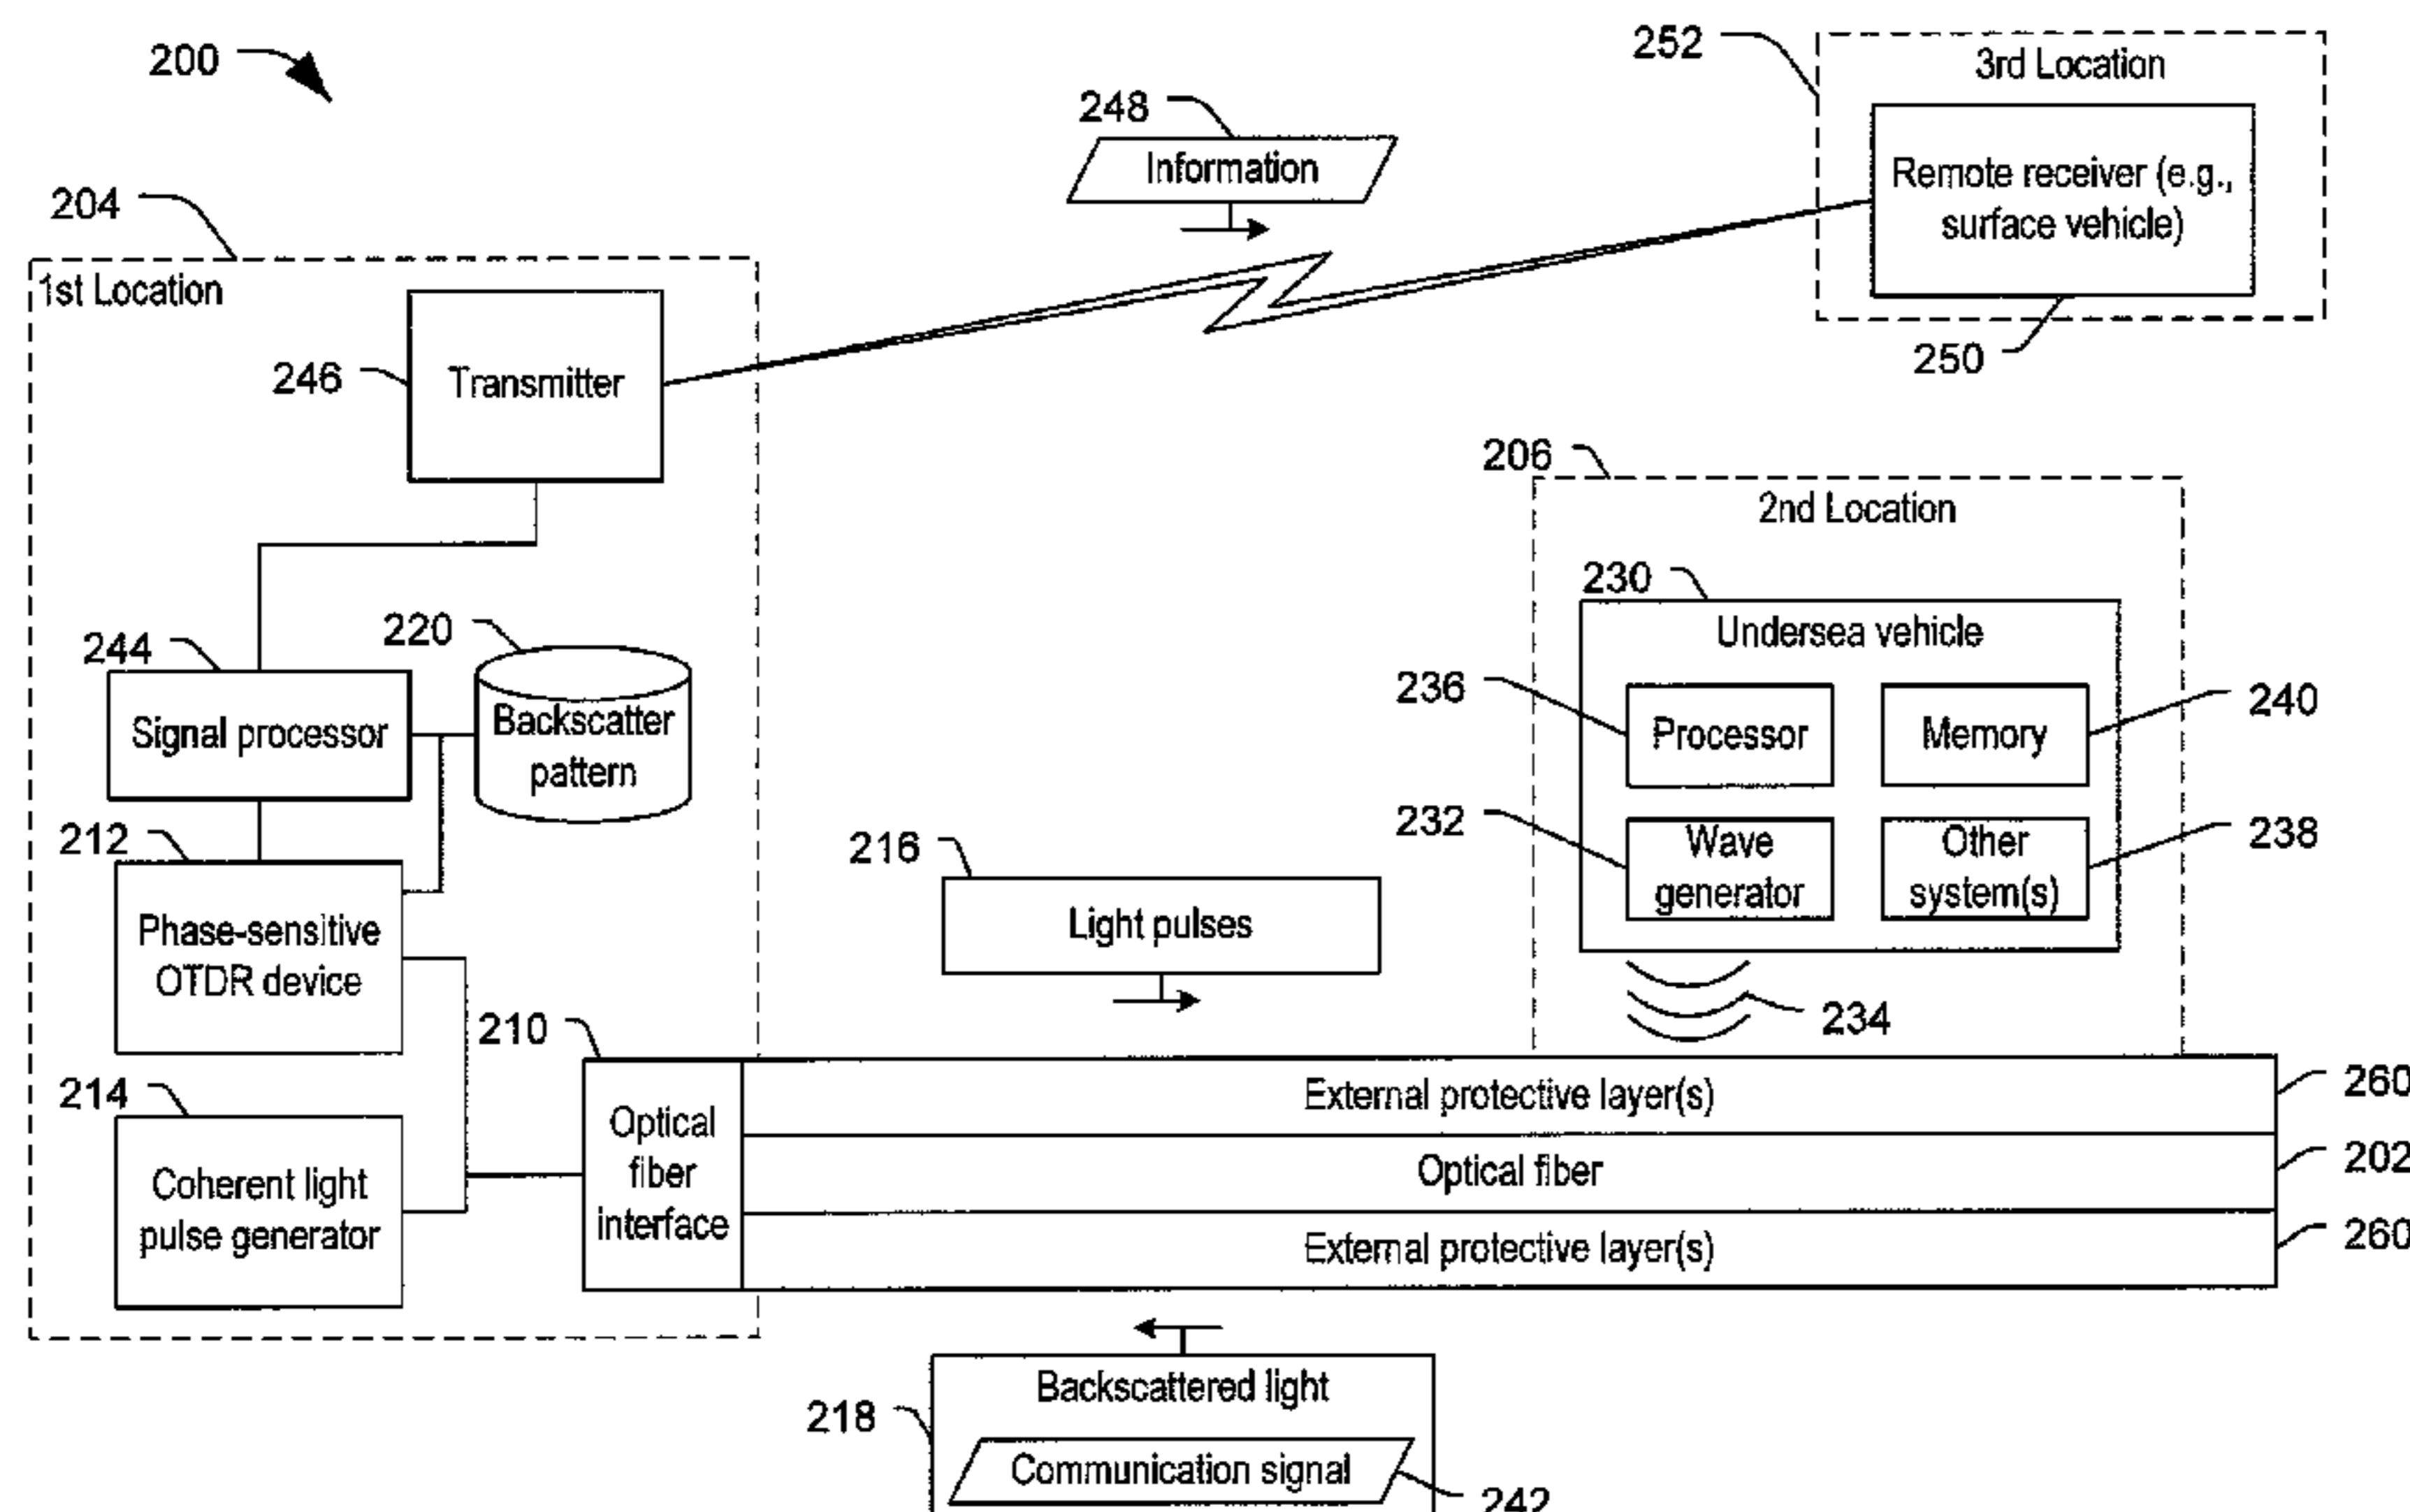 200
252
3rd Location
248
Information
Remote receiver (e.g.,
surface vehicle)
204
1st Location
250
246
Transmitter
206
2nd Location
230
Undersea vehicle
220
244
236
Processor
Memory
240
Signal processor
Backscatter
pattern
212
216
232
Wave
generator
Other
system(s)
238
Light pulses
Phase-sensitive
OTDR device
234
210
214
External protective layer(s)
260
Optical
fiber
interface
Optical fiber
202
Coherent light
pulse generator
External protective layer(s)
260
Backscattered light
218
Communication signal
242